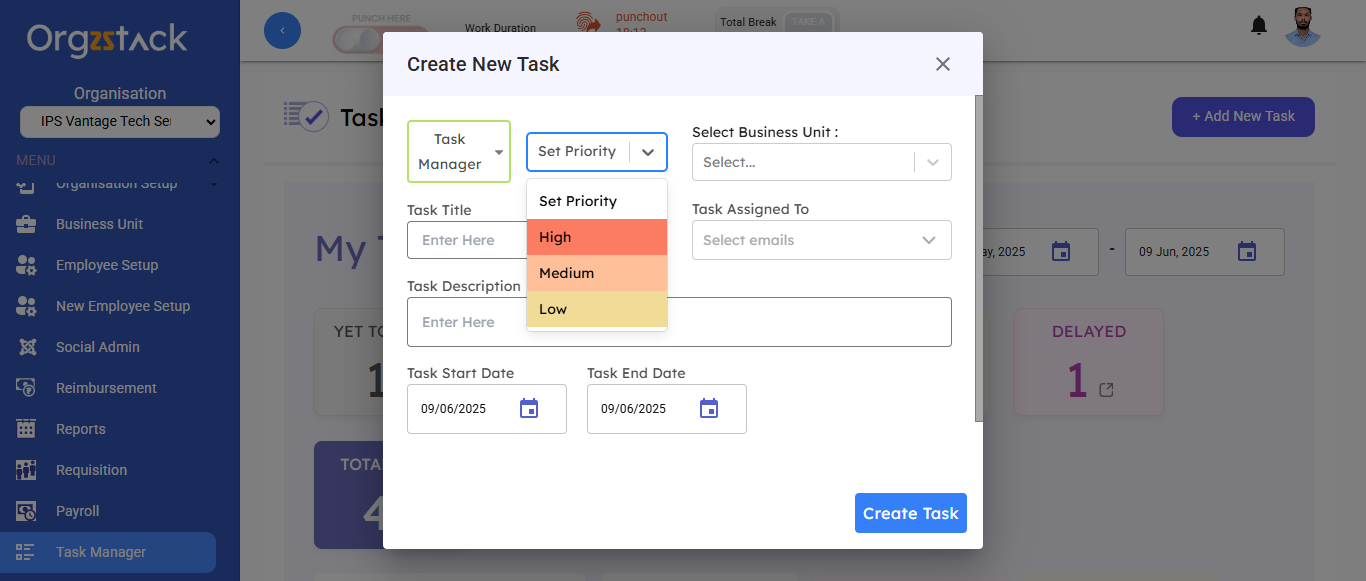 Orgzstack
Organisation
IPS Vantage Tech Ser
MENU
Organisation Setup
Business Unit
Employee Setup
New Employee Setup
Social Admin
Reimbursement
Reports
Requisition
Payroll
Task Manager
PUNCH HERE
Work Duration
punchout
Total Break
TAKE A
Task
+ Add New Task
My
ay, 2025
-
09 Jun, 2025
YET TO
1
DELAYED
1
TOTA
4
Create New Task
Task
Manager
Set Priority
Set Priority
High
Medium
Low
Select Business Unit :
Select...
Task Title
Enter Here
Task Assigned To
Select emails
Task Description
Enter Here
Task Start Date
09/06/2025
Task End Date
09/06/2025
Create Task